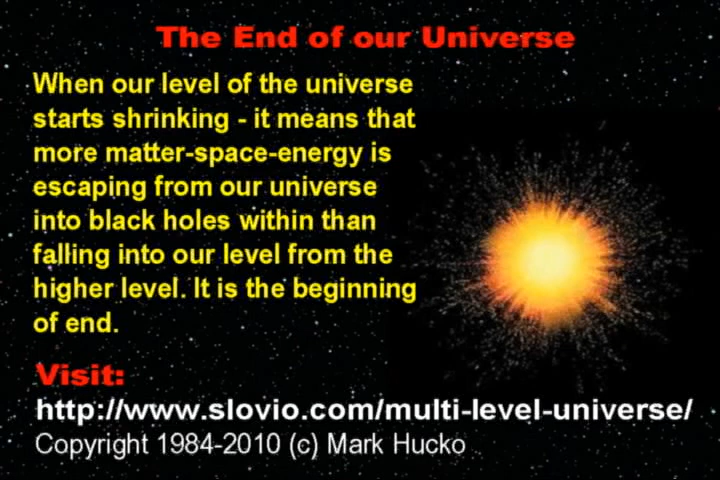 The End of our Universe
When our level of the universe
starts shrinking - it means that
more matter-space-energy is
escaping from our universe
into black holes within than
falling into our level from the
higher level. It is the beginning
of end.
Visit:
http://www.slovio.com/multi-level-universe/
Copyright 1984-2010 (c) Mark Hucko